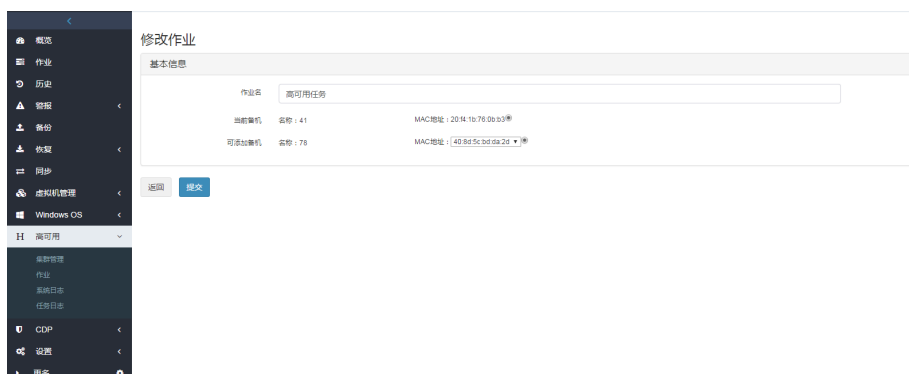 概览
作业
历史
警报
备份
恢复
同步
虚拟机管理
Windows OS
H 高可用
集群管理
作业
系统日志
任务日志
CDP
设置
更多
修改作业
基本信息
作业名 高可用任务
当前备机 名称：41 MAC地址：20:f4:1b:76:0b:b3
可添加备机 名称：78 MAC地址：40:8d:5c:bd:da:2d
返回 提交